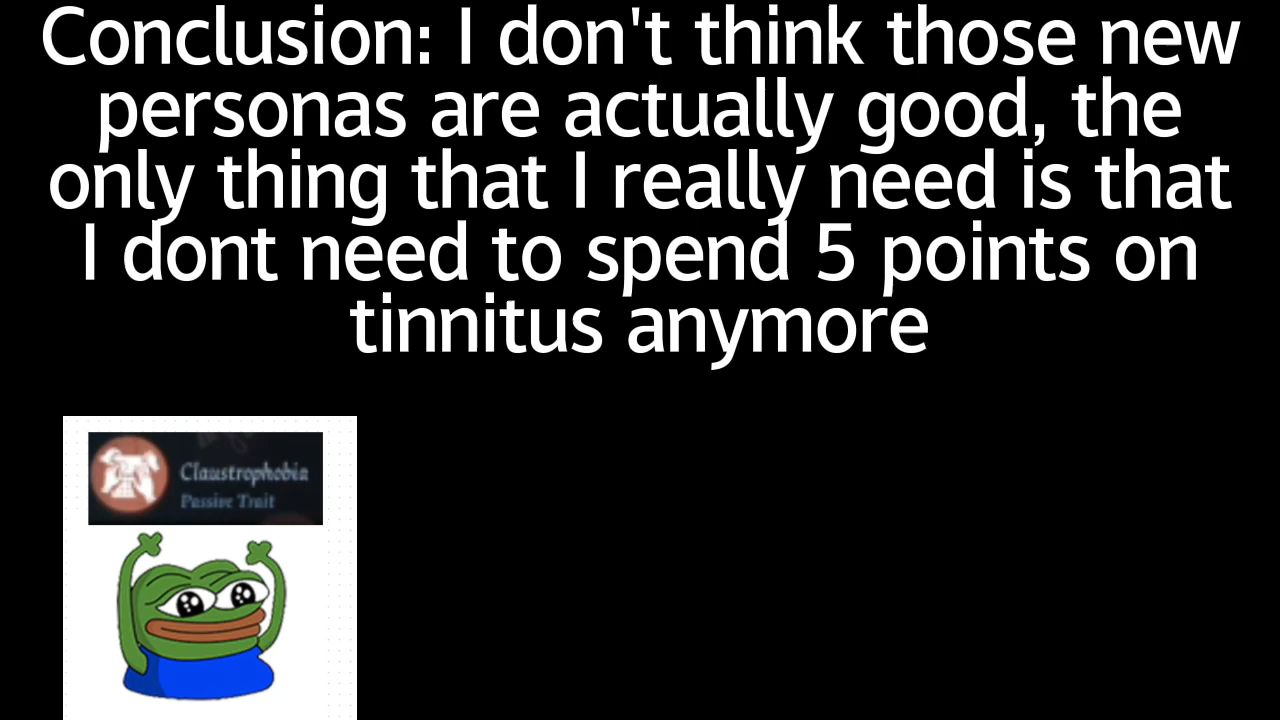 Conclusion: I don't think those new
personas are actually good, the
only thing that I really need is that
I dont need to spend 5 points on
tinnitus anymore
Claustrophobia
Passive Trait